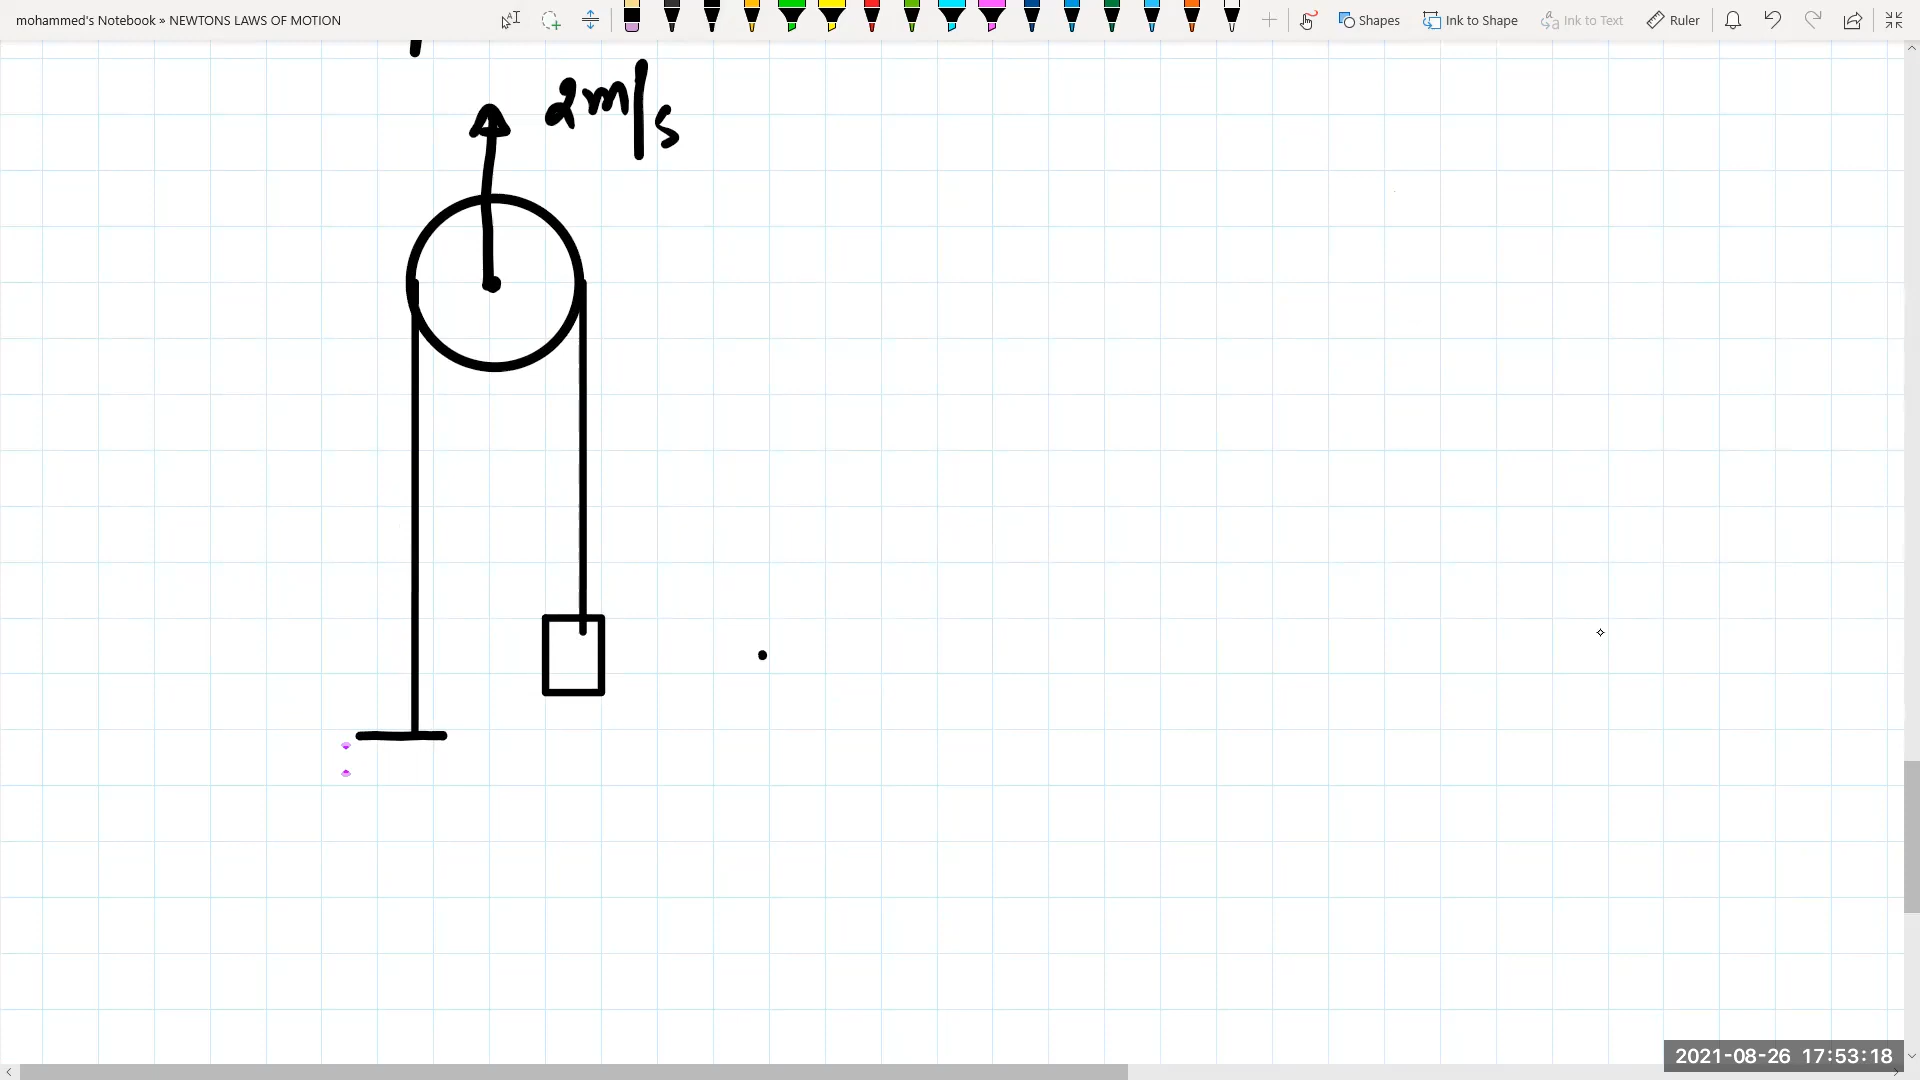 mohammed's Notebook » NEWTONS LAWS OF MOTION
Shapes
Ink to Shape
Ink to Text
Ruler
2m/s
2021-08-26 17:53:18